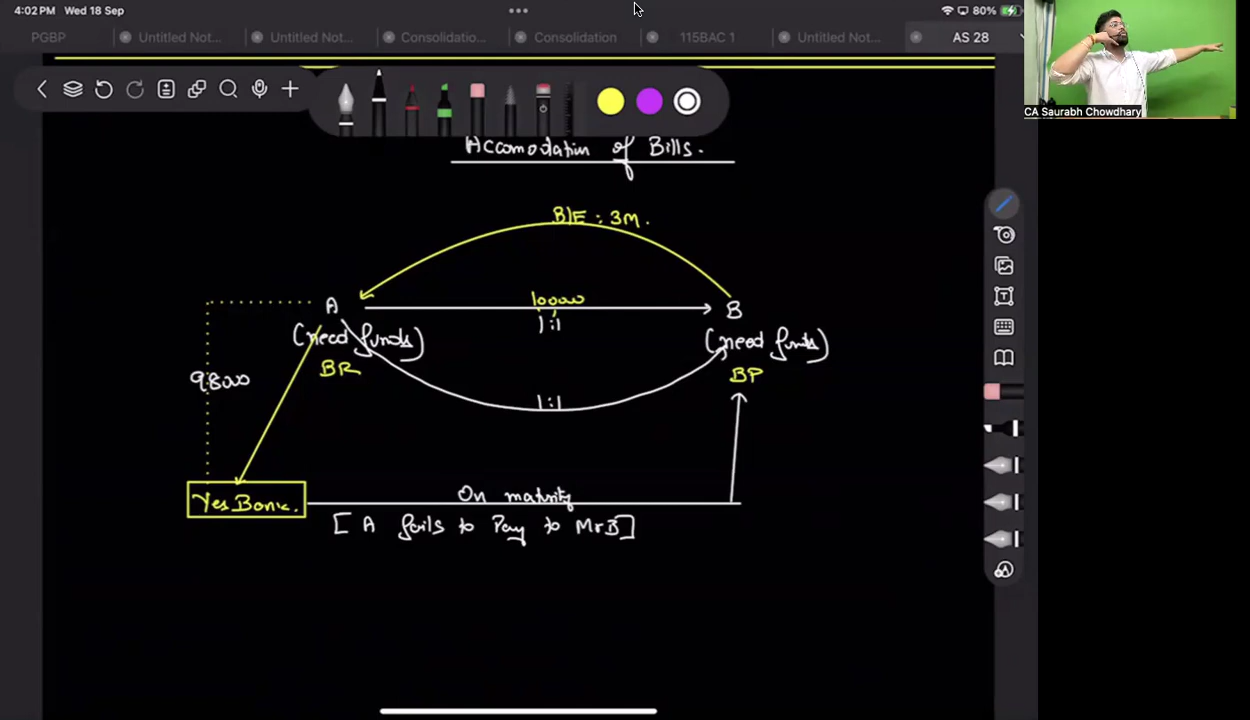 4:02 PM Wed 18 Sep
80%
PGBP
Untitled Not...
Untitled Not...
Consolidatio...
Consolidation
115BAC 1
Untitled Not...
AS 28
CA Saurabh Chowdhary
Accomodation of Bills.
B/E : 3M.
A
10000
B
1:1
(need funds)
(need funds)
BR
BP
9800
1:1
Yes Bank.
On maturity
[ A fails to Pay to Mr B ]